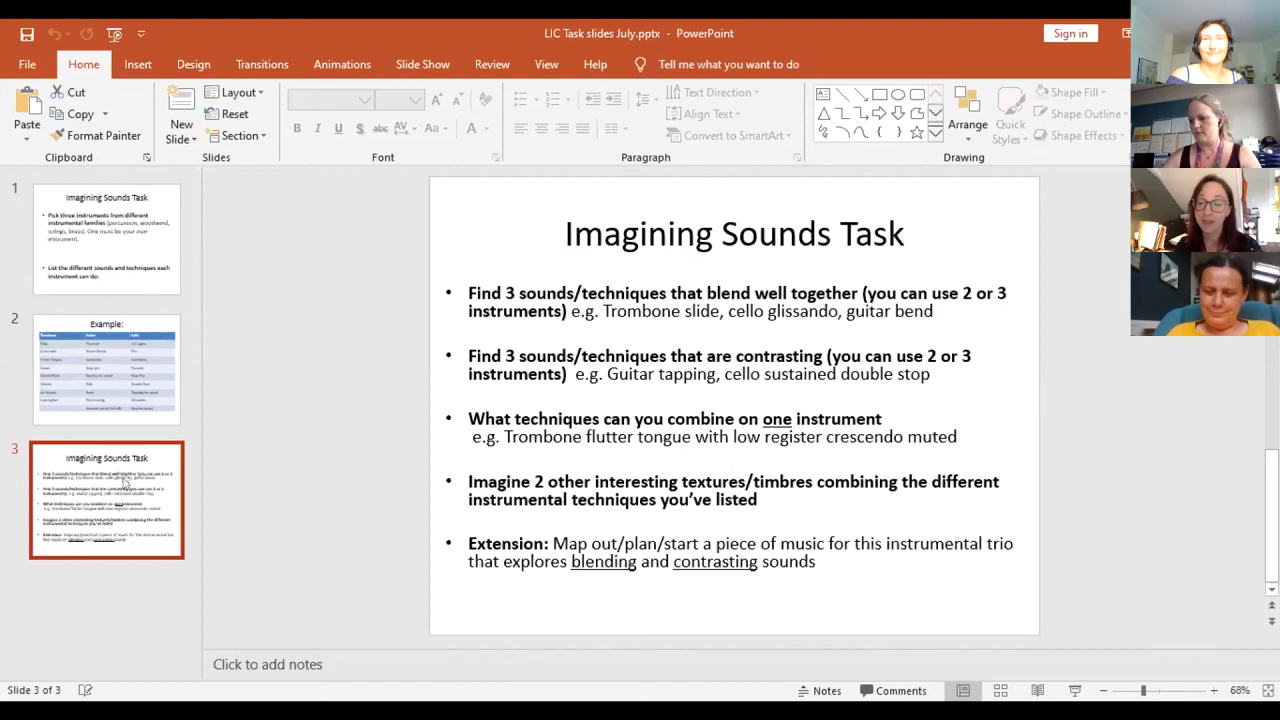 LIC Task slides July.pptx - PowerPoint
Sign in
File Home Insert Design Transitions Animations Slide Show Review View Help Tell me what you want to do
Paste
Cut
Copy
Format Painter
Clipboard
New Slide
Layout
Reset
Section
Slides
Font
Text Direction
Align Text
Convert to SmartArt
Paragraph
Arrange
Quick Styles
Shape Fill
Shape Outline
Shape Effects
Drawing
1
Imagining Sounds Task
• Pick three instruments from different
instrumental families (percussion, woodwind,
strings, brass). One must be your own
instrument.
• List the different sounds and techniques each
instrument can do:
2
Example:
3
Imagining Sounds Task
Imagining Sounds Task
• Find 3 sounds/techniques that blend well together (you can use 2 or 3
instruments) e.g. Trombone slide, cello glissando, guitar bend
• Find 3 sounds/techniques that are contrasting (you can use 2 or 3
instruments) e.g. Guitar tapping, cello sustained double stop
• What techniques can you combine on one instrument
e.g. Trombone flutter tongue with low register crescendo muted
• Imagine 2 other interesting textures/timbres combining the different
instrumental techniques you've listed
• Extension: Map out/plan/start a piece of music for this instrumental trio
that explores blending and contrasting sounds
Click to add notes
Slide 3 of 3
Notes
Comments
68%